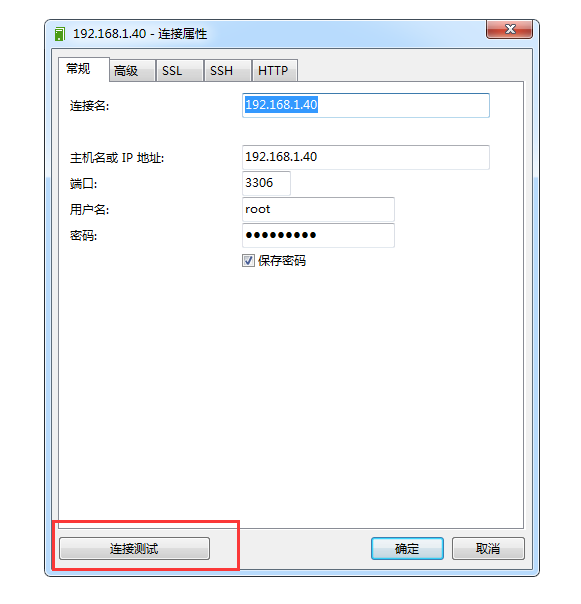 192.168.1.40 - 连接属性
常规 高级 SSL SSH HTTP
连接名: 192.168.1.40
主机名或 IP 地址: 192.168.1.40
端口: 3306
用户名: root
密码: ●●●●●●●●●
保存密码
连接测试 确定 取消